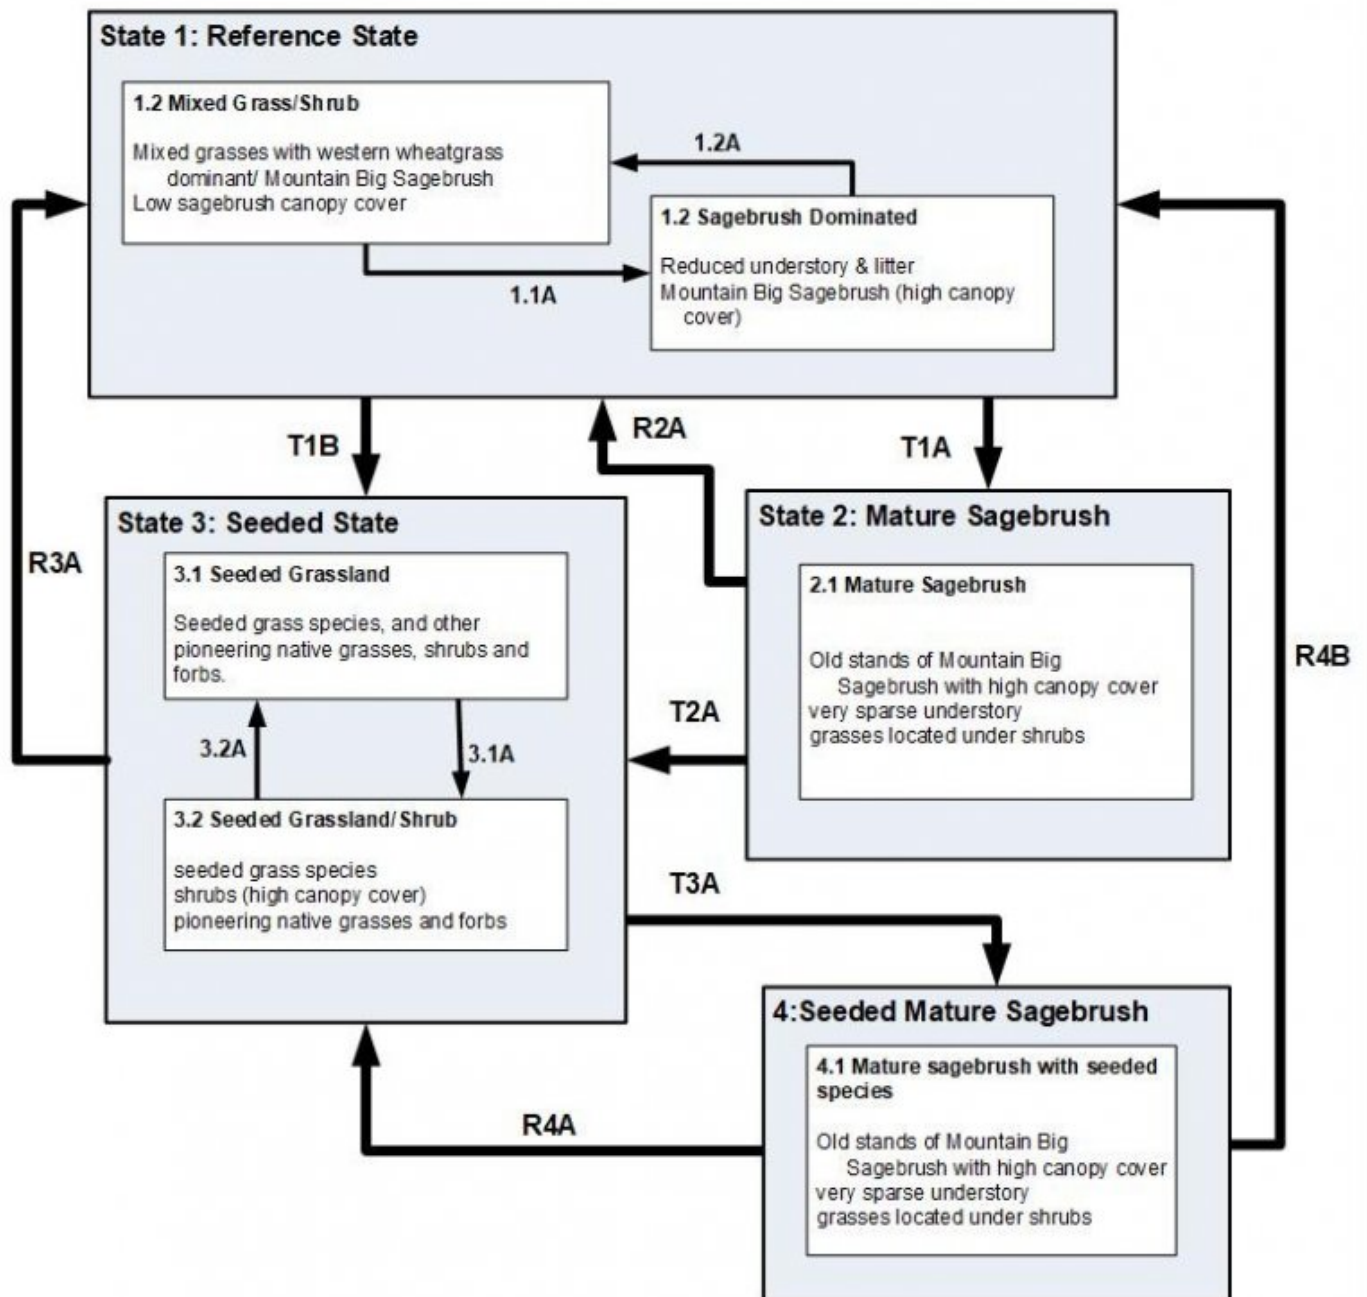 State 1: Reference State
1.2 Mixed Grass/Shrub
Mixed grasses with western wheatgrass
dominant/ Mountain Big Sagebrush
Low sagebrush canopy cover
1.2A
1.2 Sagebrush Dominated
Reduced understory & litter
Mountain Big Sagebrush (high canopy
cover)
1.1A
T1B
R2A
T1A
R3A
State 3: Seeded State
3.1 Seeded Grassland
Seeded grass species, and other
pioneering native grasses, shrubs and
forbs.
3.2A
3.1A
3.2 Seeded Grassland/Shrub
seeded grass species
shrubs (high canopy cover)
pioneering native grasses and forbs
State 2: Mature Sagebrush
2.1 Mature Sagebrush
Old stands of Mountain Big
Sagebrush with high canopy cover
very sparse understory
grasses located under shrubs
R4B
T2A
T3A
4:Seeded Mature Sagebrush
4.1 Mature sagebrush with seeded
species
Old stands of Mountain Big
Sagebrush with high canopy cover
very sparse understory
grasses located under shrubs
R4A